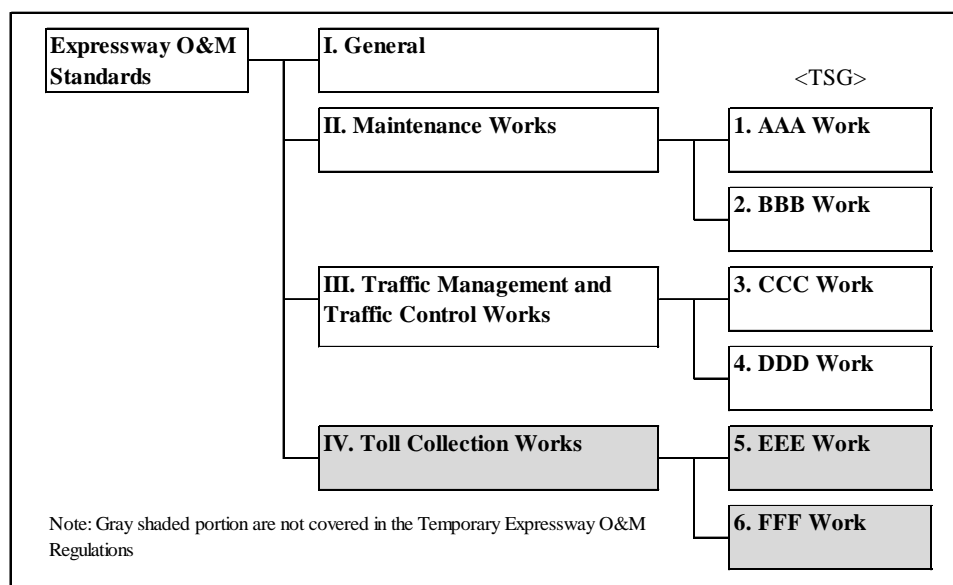 Expressway O&M
Standards
I. General
<TSG>
II. Maintenance Works
1. AAA Work
2. BBB Work
III. Traffic Management and
Traffic Control Works
3. CCC Work
4. DDD Work
IV. Toll Collection Works
5. EEE Work
6. FFF Work
Note: Gray shaded portion are not covered in the Temporary Expressway O&M
Regulations